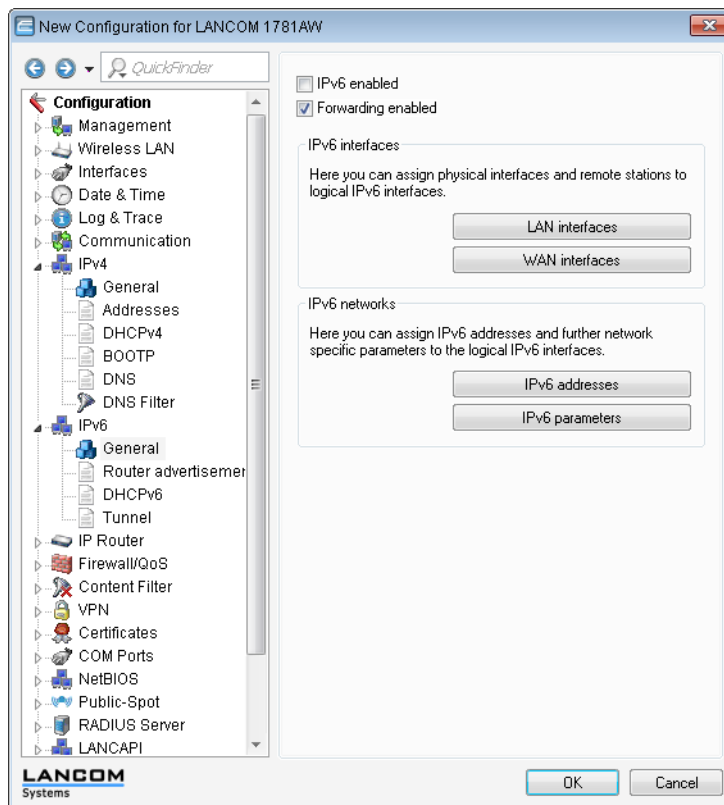 New Configuration for LANCOM 1781AW
QuickFinder
Configuration
Management
Wireless LAN
Interfaces
Date & Time
Log & Trace
Communication
IPv4
General
Addresses
DHCPv4
BOOTP
DNS
DNS Filter
IPv6
General
Router advertisemer
DHCPv6
Tunnel
IP Router
Firewall/QoS
Content Filter
VPN
Certificates
COM Ports
NetBIOS
Public-Spot
RADIUS Server
LANCAPI
IPv6 enabled
Forwarding enabled
IPv6 interfaces
Here you can assign physical interfaces and remote stations to
logical IPv6 interfaces.
LAN interfaces
WAN interfaces
IPv6 networks
Here you can assign IPv6 addresses and further network
specific parameters to the logical IPv6 interfaces.
IPv6 addresses
IPv6 parameters
LANCOM
Systems
OK
Cancel